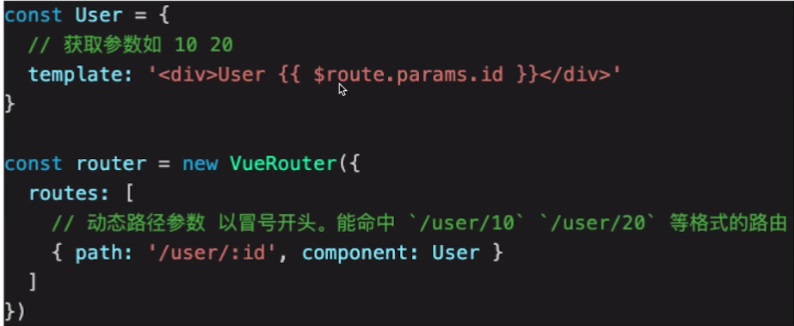 const User = {
  // 获取参数如 10 20
  template: '<div>User {{ $route.params.id }}</div>'
}

const router = new VueRouter({
  routes: [
    // 动态路径参数 以冒号开头。能命中 `/user/10` `/user/20` 等格式的路由
    { path: '/user/:id', component: User }
  ]
})